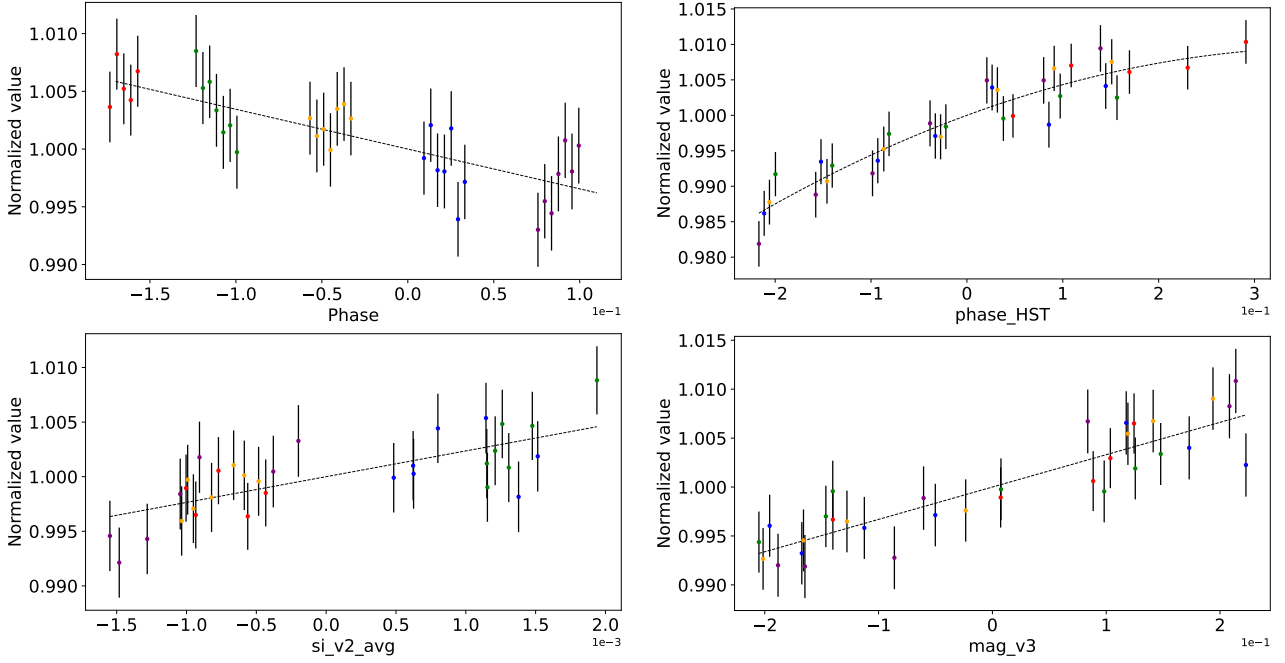 Normalized value
1.010
1.005
1.000
0.995
0.990
−1.5 −1.0 −0.5 0.0 0.5 1.0
Phase 1e−1
Normalized value
1.015
1.010
1.005
1.000
0.995
0.990
0.985
0.980
−2 −1 0 1 2 3
phase_HST 1e−1
Normalized value
1.010
1.005
1.000
0.995
0.990
−1.5 −1.0 −0.5 0.0 0.5 1.0 1.5 2.0
si_v2_avg 1e−3
Normalized value
1.015
1.010
1.005
1.000
0.995
0.990
−2 −1 0 1 2
mag_v3 1e−1